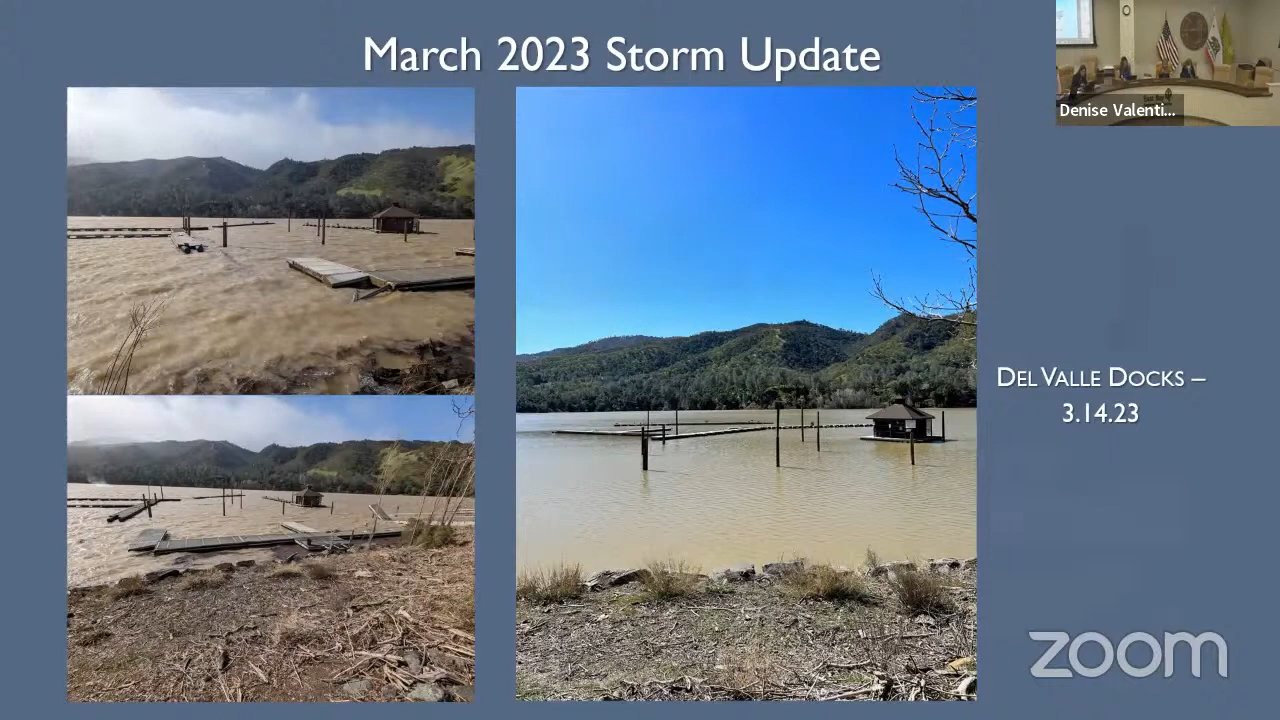 March 2023 Storm Update
Denise Valenti...
DEL VALLE DOCKS –
3.14.23
zoom